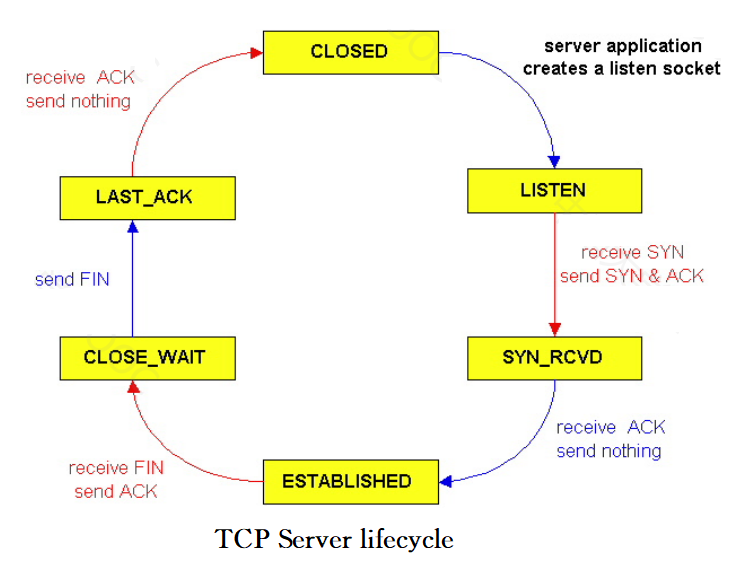 CLOSED
server application
creates a listen socket
receive ACK
send nothing
LAST_ACK
LISTEN
receive SYN
send SYN & ACK
send FIN
CLOSE_WAIT
SYN_RCVD
receive ACK
send nothing
receive FIN
send ACK
ESTABLISHED
TCP Server lifecycle